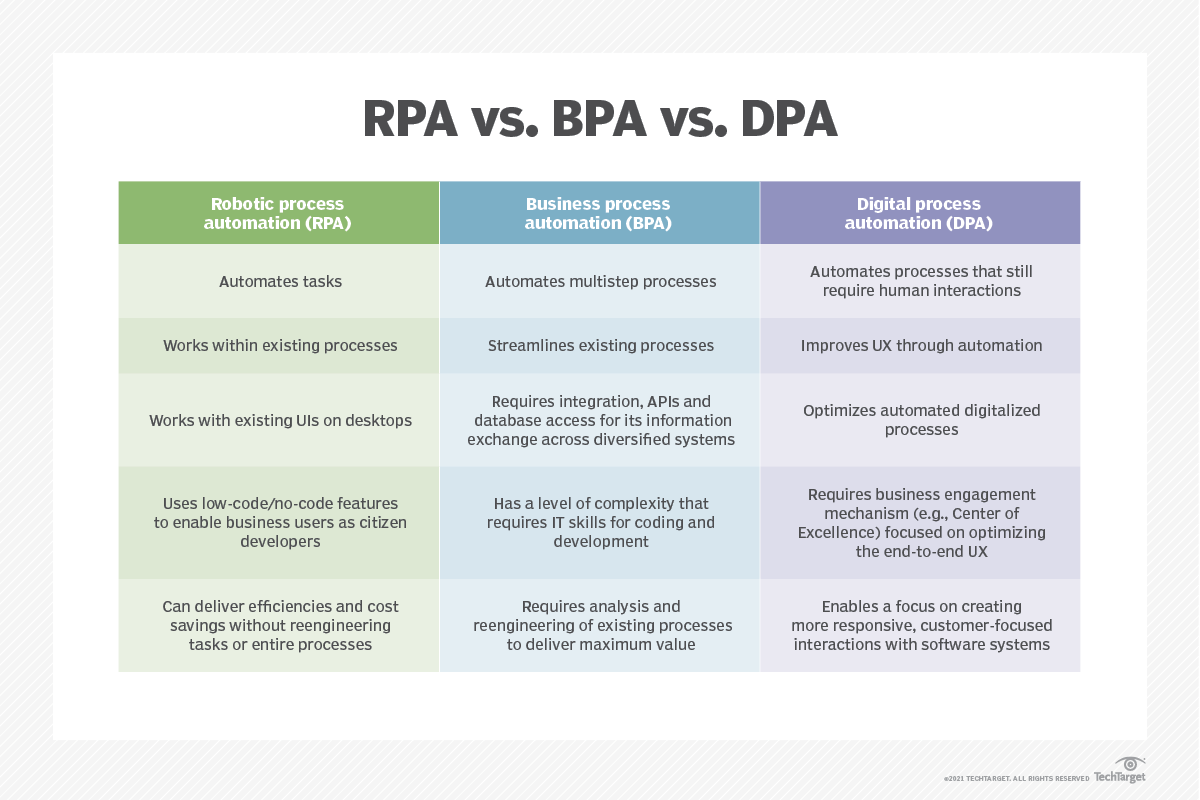 RPA vs. BPA vs. DPA
Robotic process
automation (RPA)
Business process
automation (BPA)
Digital process
automation (DPA)
Automates tasks
Automates multistep processes
Automates processes that still
require human interactions
Works within existing processes
Streamlines existing processes
Improves UX through automation
Works with existing UIs on desktops
Requires integration, APIs and
database access for its information
exchange across diversified systems
Optimizes automated digitalized
processes
Uses low-code/no-code features
to enable business users as citizen
developers
Has a level of complexity that
requires IT skills for coding and
development
Requires business engagement
mechanism (e.g., Center of
Excellence) focused on optimizing
the end-to-end UX
Can deliver efficiencies and cost
savings without reengineering
tasks or entire processes
Requires analysis and
reengineering of existing processes
to deliver maximum value
Enables a focus on creating
more responsive, customer-focused
interactions with software systems
©2021 TECHTARGET. ALL RIGHTS RESERVED TechTarget